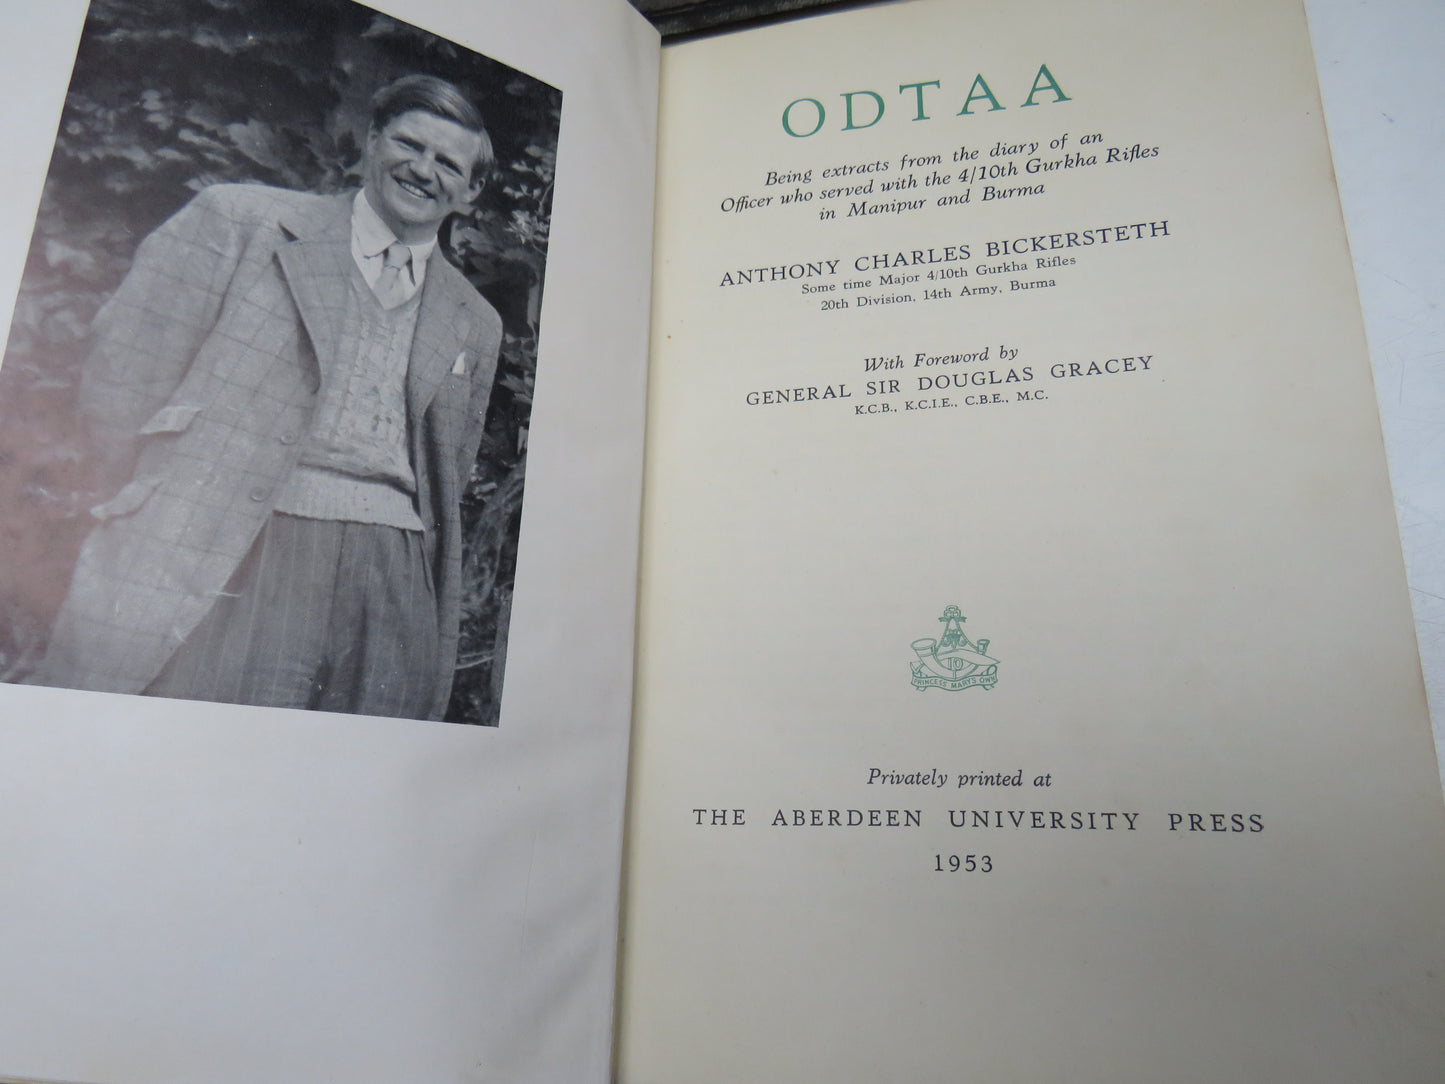 ODTAA
Being extracts from the diary of an
Officer who served with the 4/10th Gurkha Rifles
in Manipur and Burma
ANTHONY CHARLES BICKERSTETH
Some time Major 4/10th Gurkha Rifles
20th Division, 14th Army, Burma
With Foreword by
GENERAL SIR DOUGLAS GRACEY
K.C.B., K.C.I.E., C.B.E., M.C.
10
PRINCESS MARY'S OWN
Privately printed at
THE ABERDEEN UNIVERSITY PRESS
1953